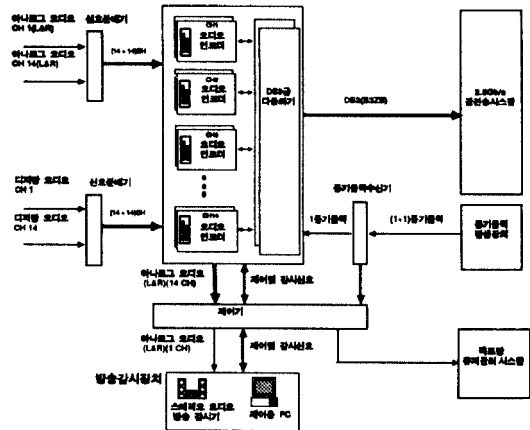 아나로그 오디오
CH 1(L&R)
아나로그 오디오
CH 14(L&R)
신호분배기
(14+14)CH
CH1
오디오
인코더
CH2
오디오
인코더
오디오
인코더
CH14
오디오
인코더
DS3급
다중화기
DS3(B3ZS)
2.5Gb/s
광전송시스템
디지탈 오디오
CH 1
디지탈 오디오
CH 14
신호분배기
(14+14)CH
동기클럭수신기
1동기클럭
(1+1)동기클럭
동기클럭
발생장치
아나로그 오디오
(L&R)(14 CH)
제어및 감시신호
제어기
아나로그 오디오
(L&R)(1 CH)
제어및 감시신호
방송감시장치
스테레오 오디오
방송 감시기
제어용 PC
시스템